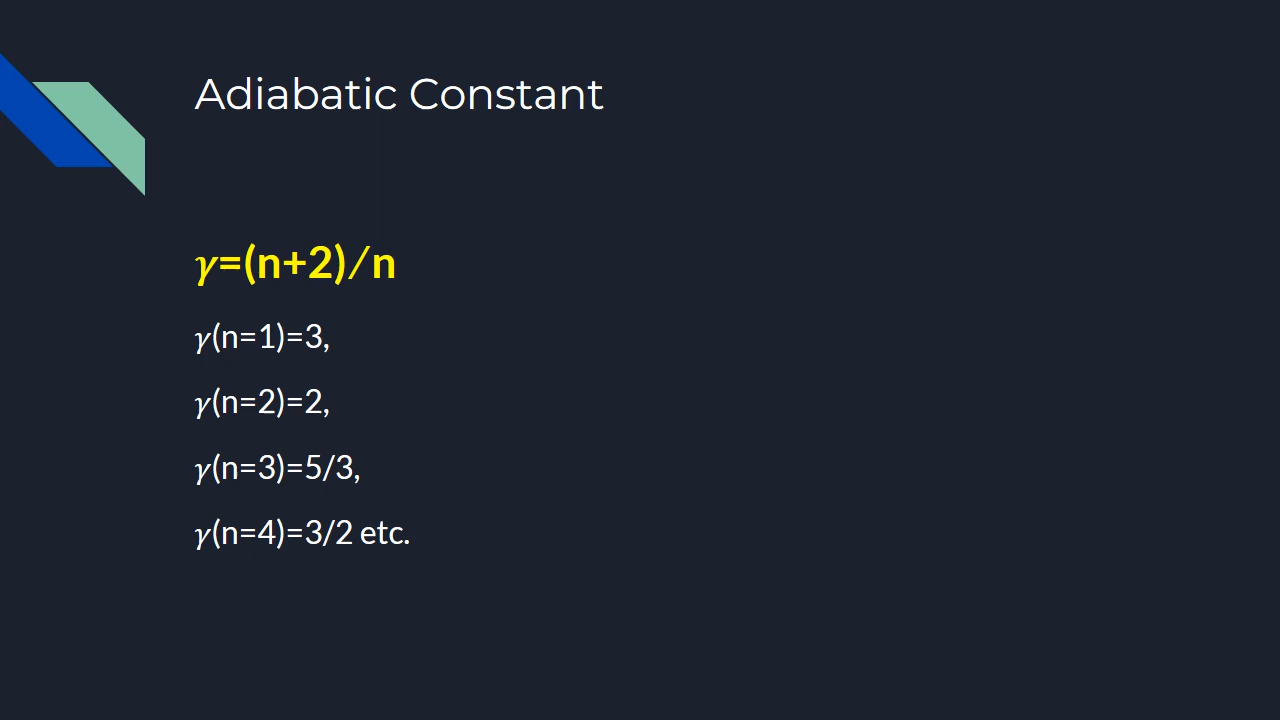 Adiabatic Constant
γ=(n+2)/n
γ(n=1)=3,
γ(n=2)=2,
γ(n=3)=5/3,
γ(n=4)=3/2 etc.